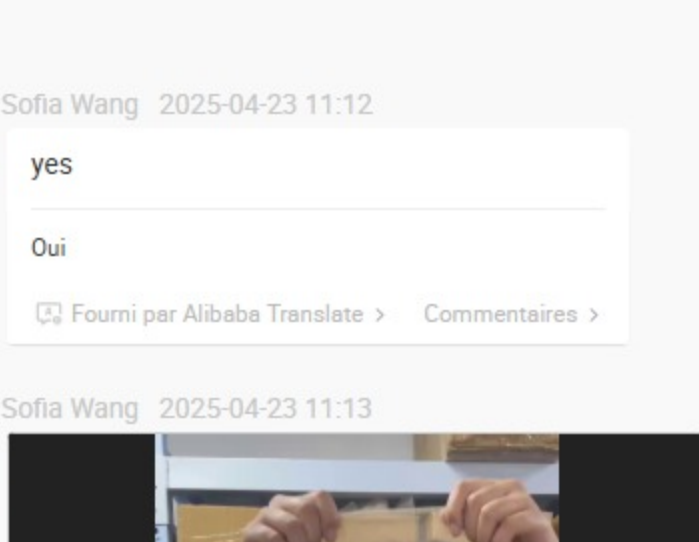 Sofia Wang 2025-04-23 11:12
yes
Oui
Fourni par Alibaba Translate > Commentaires >
Sofia Wang 2025-04-23 11:13